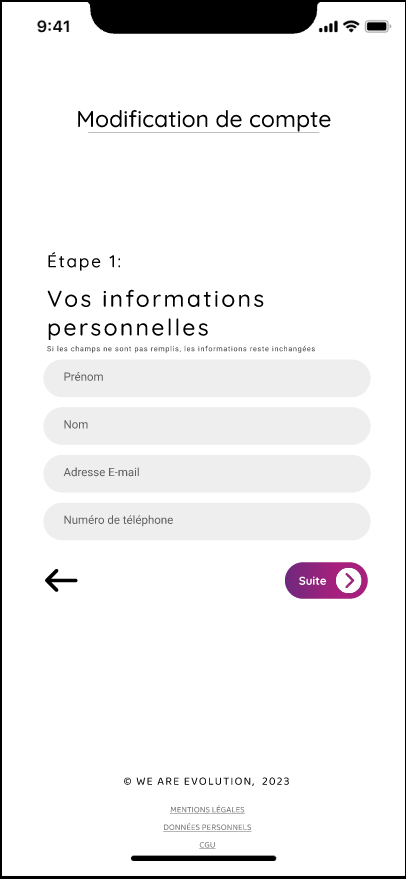 9:41
Modification de compte
Étape 1:
Vos informations
personnelles
Si les champs ne sont pas remplis, les informations reste inchangées
Prénom
Nom
Adresse E-mail
Numéro de téléphone
Suite
© WE ARE EVOLUTION, 2023
MENTIONS LÉGALES
DONNÉES PERSONNELS
CGU